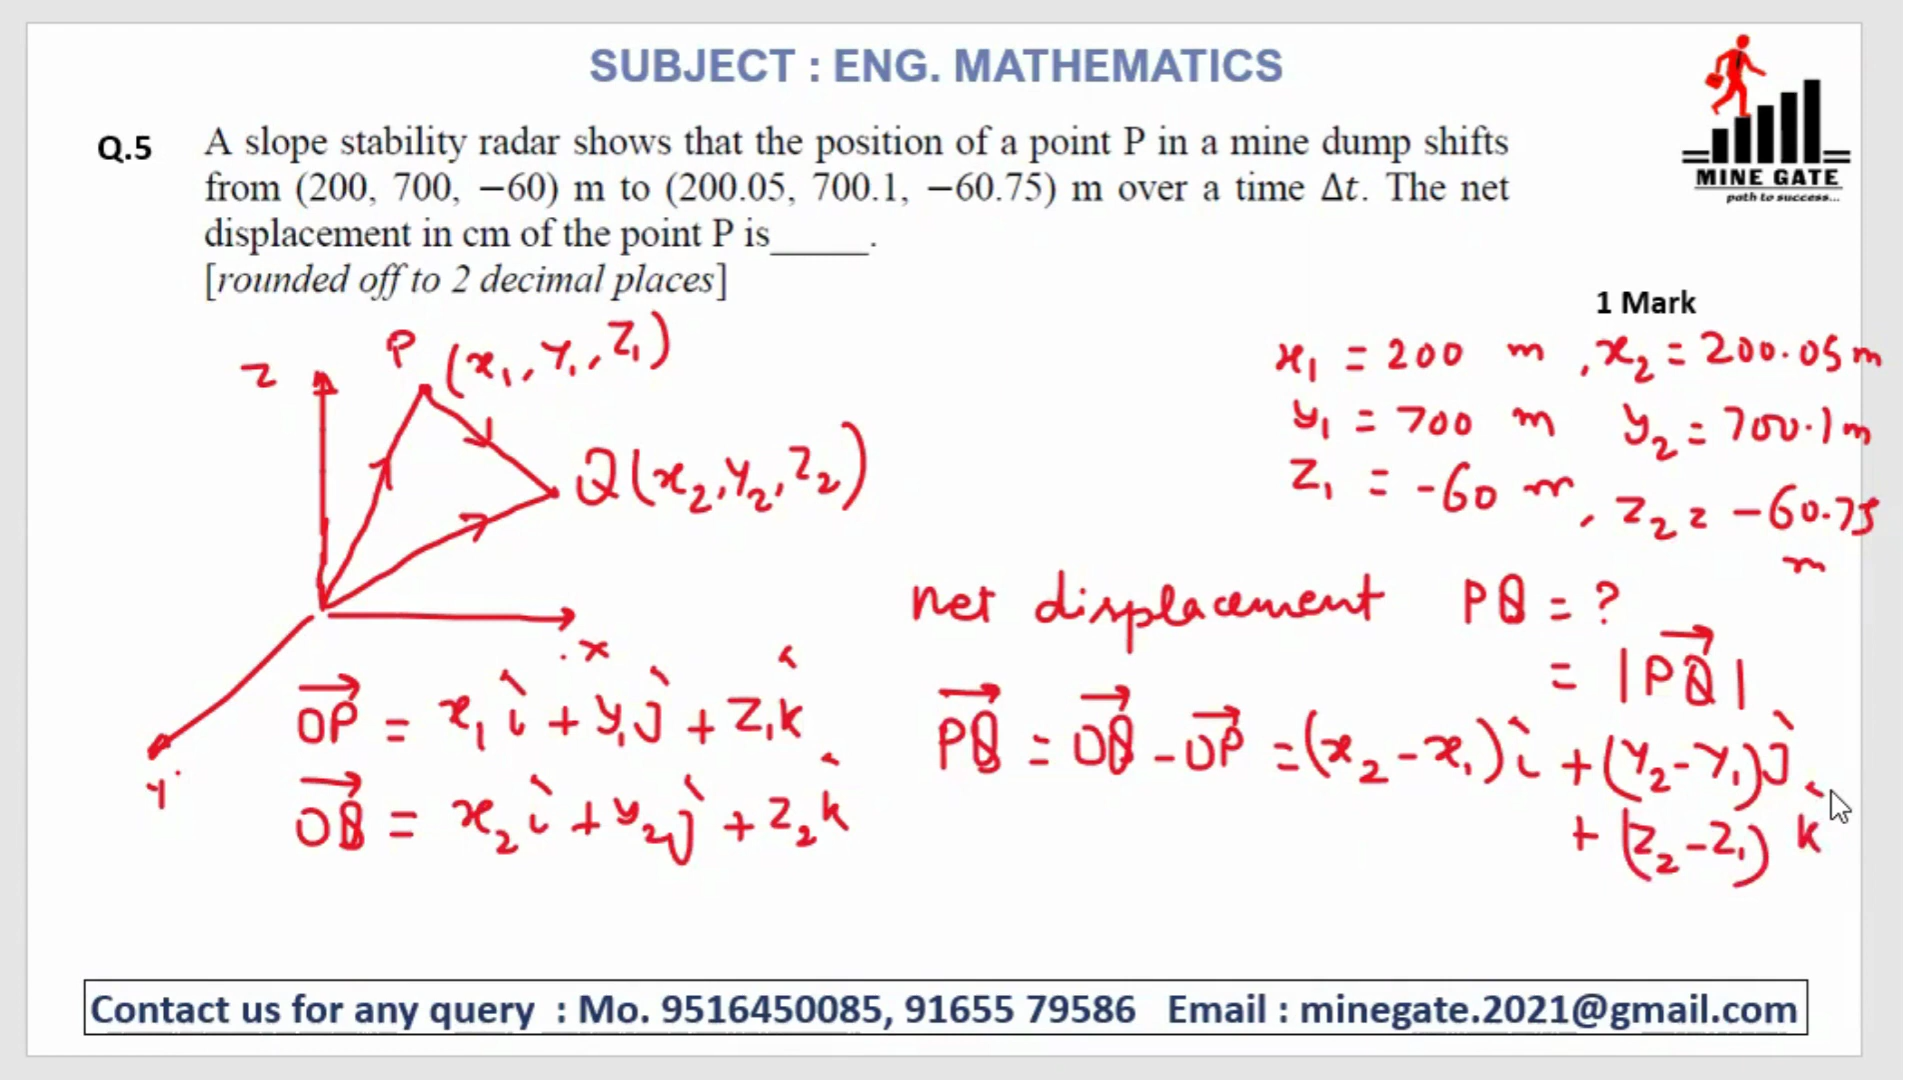 SUBJECT : ENG. MATHEMATICS
MINE GATE
path to success...
Q.5 A slope stability radar shows that the position of a point P in a mine dump shifts
from (200, 700, −60) m to (200.05, 700.1, −60.75) m over a time Δt. The net
displacement in cm of the point P is_____.
[rounded off to 2 decimal places]
1 Mark
P (x₁, y₁, z₁)
z
Q(x₂, y₂, z₂)
x
y
x₁ = 200 m , x₂ = 200.05 m
y₁ = 700 m y₂ = 700.1 m
z₁ = -60 m , z₂ = -60.75
m
net displacement PQ = ?
= |PQ→|
OP→ = x₁î + y₁ĵ + z₁k̂
OQ→ = x₂î + y₂ĵ + z₂k̂
PQ→ = OQ→ - OP→ = (x₂ - x₁)î + (y₂ - y₁)ĵ
+ (z₂ - z₁) k̂
Contact us for any query : Mo. 9516450085, 91655 79586 Email : minegate.2021@gmail.com